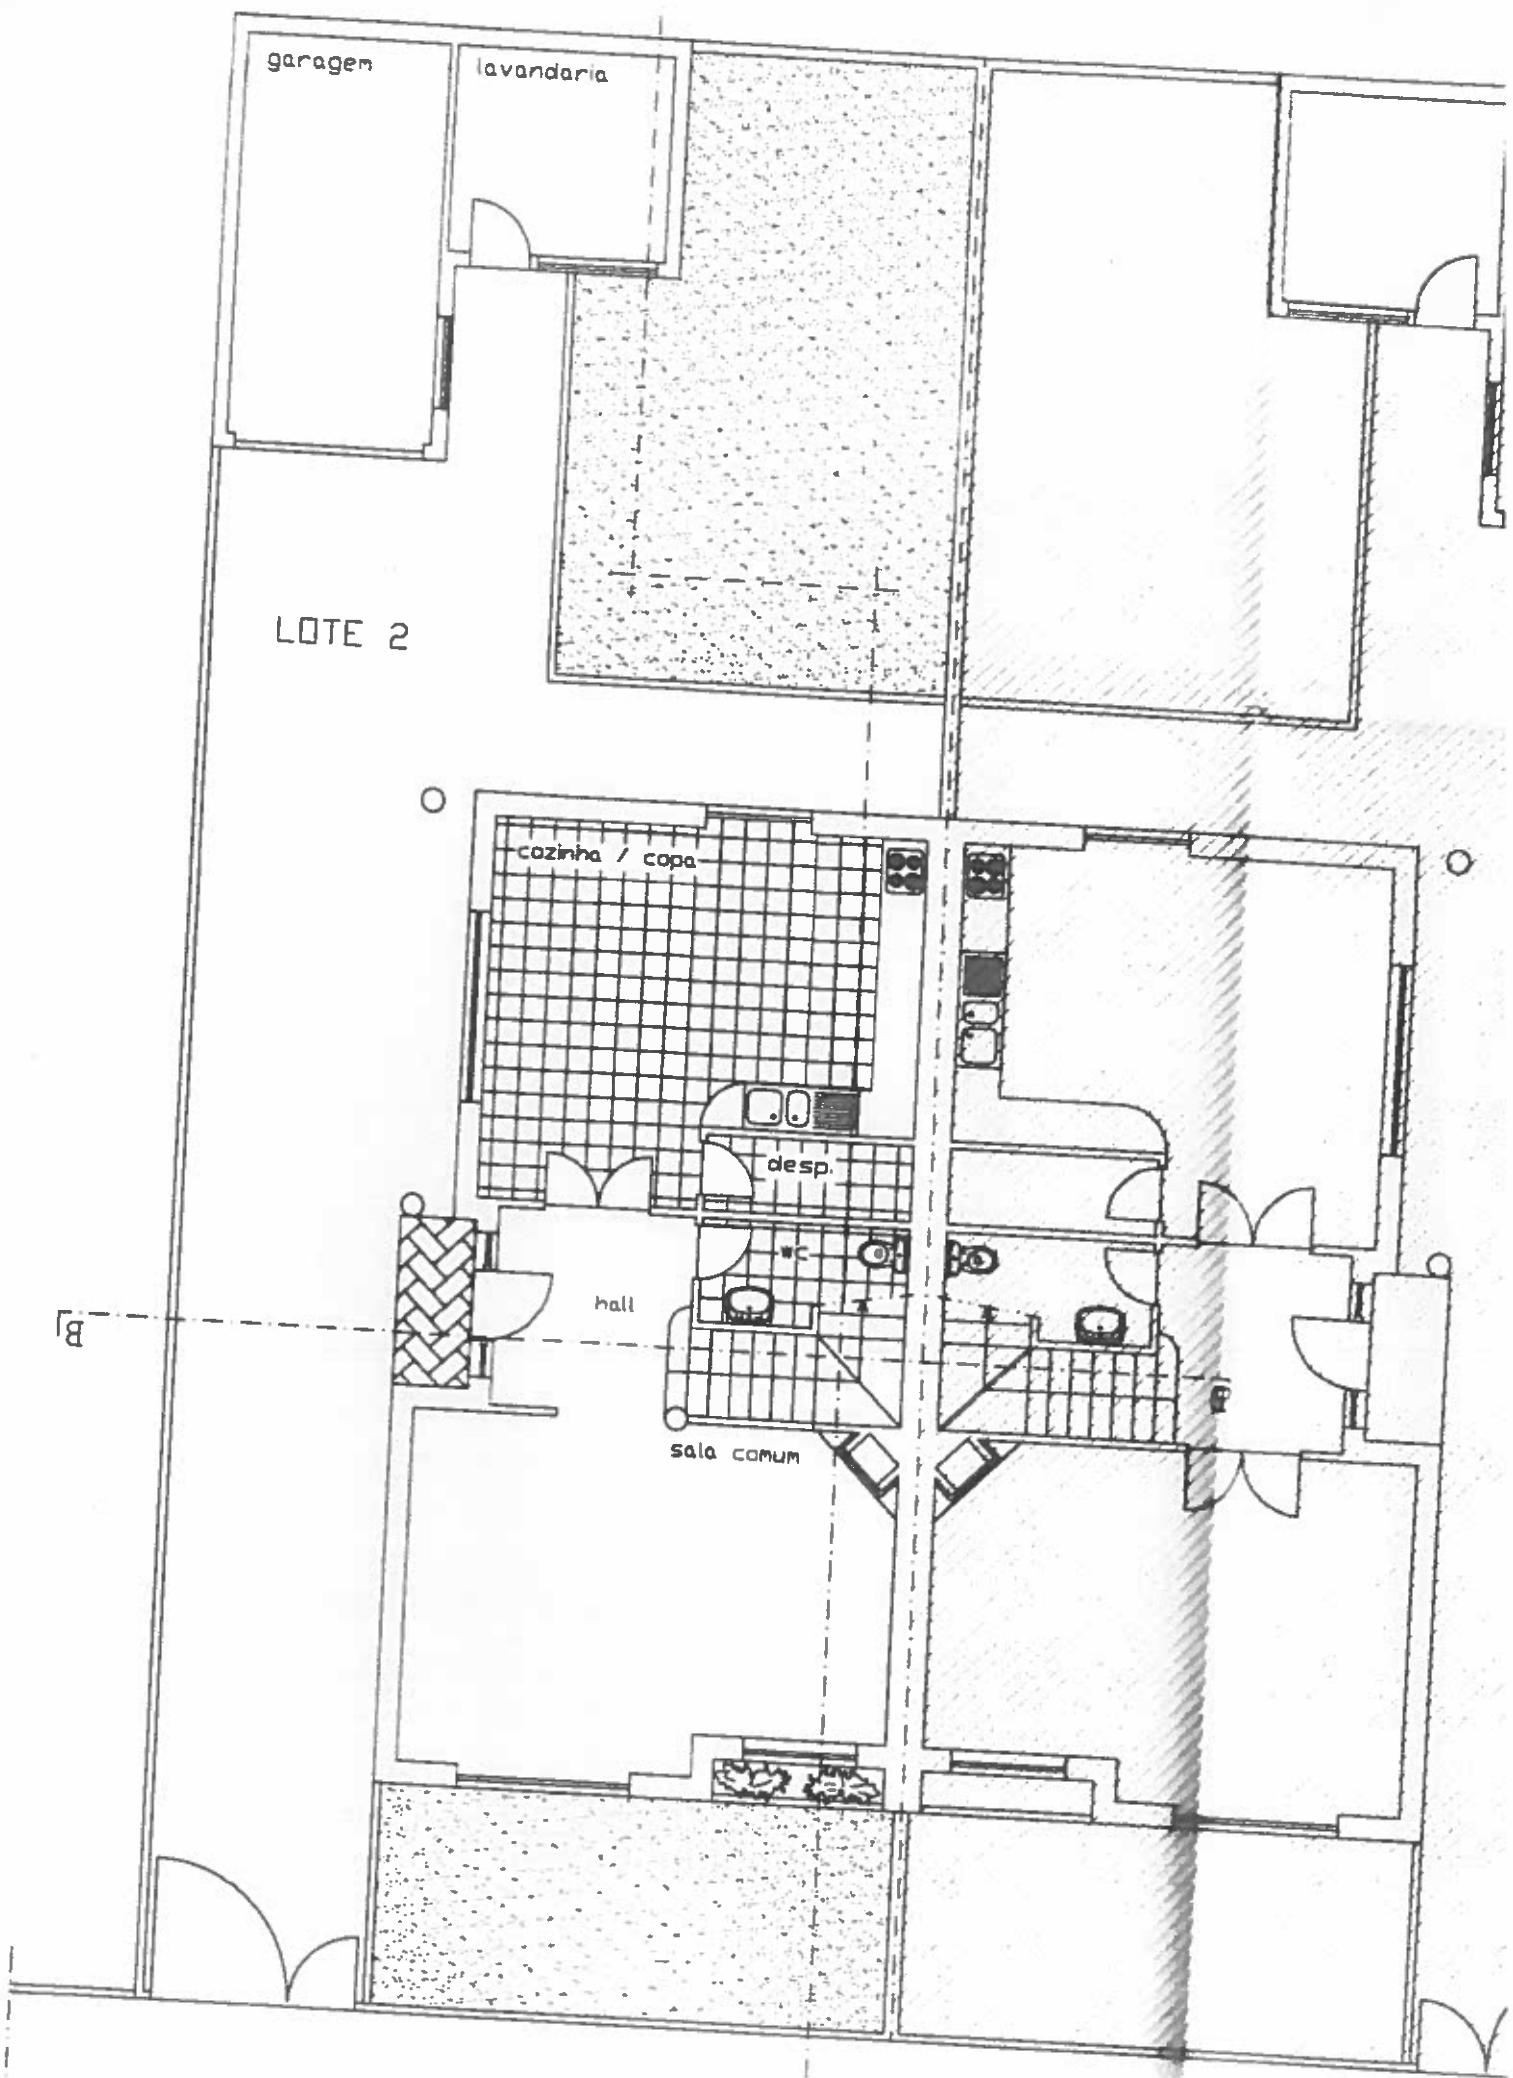 garagem
lavandaria
LOTE 2
cozinha / copa
desp.
wc
hall
B
B
sala comum